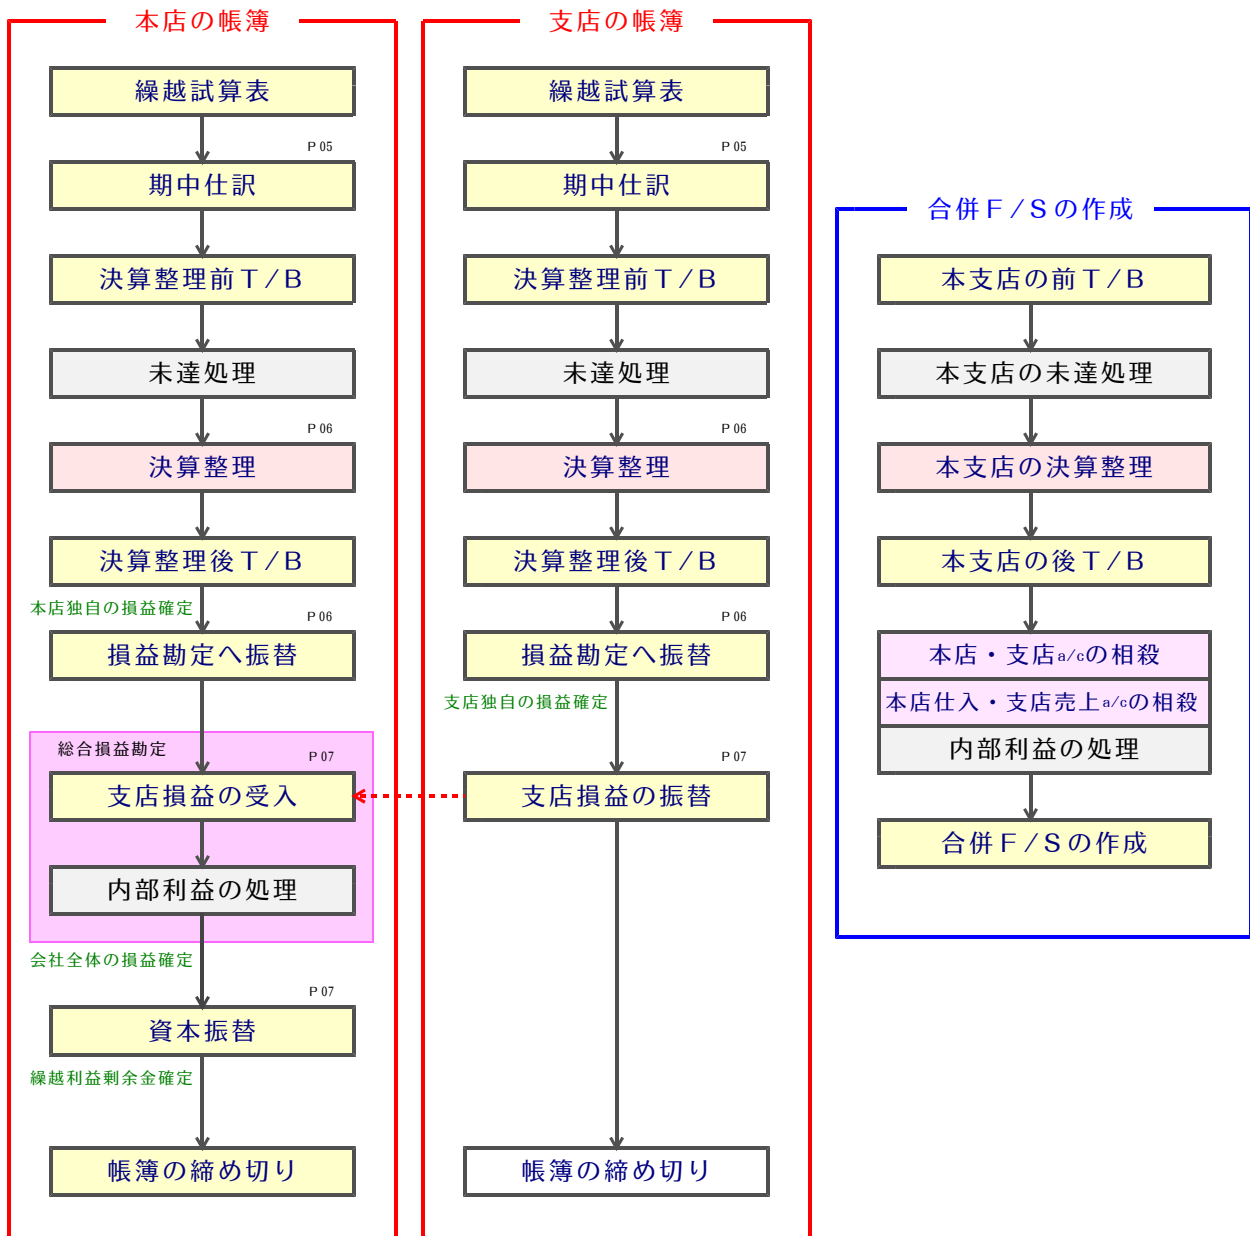 本店の帳簿
繰越試算表
P 05
期中仕訳
決算整理前T/B
未達処理
P 06
決算整理
決算整理後T/B
本店独自の損益確定
P 06
損益勘定へ振替
総合損益勘定
P 07
支店損益の受入
内部利益の処理
会社全体の損益確定
P 07
資本振替
繰越利益剰余金確定
帳簿の締め切り
支店の帳簿
繰越試算表
P 05
期中仕訳
決算整理前T/B
未達処理
P 06
決算整理
決算整理後T/B
P 06
損益勘定へ振替
支店独自の損益確定
P 07
支店損益の振替
帳簿の締め切り
合併F/Sの作成
本支店の前T/B
本支店の未達処理
本支店の決算整理
本支店の後T/B
本店・支店a/cの相殺
本店仕入・支店売上a/cの相殺
内部利益の処理
合併F/Sの作成